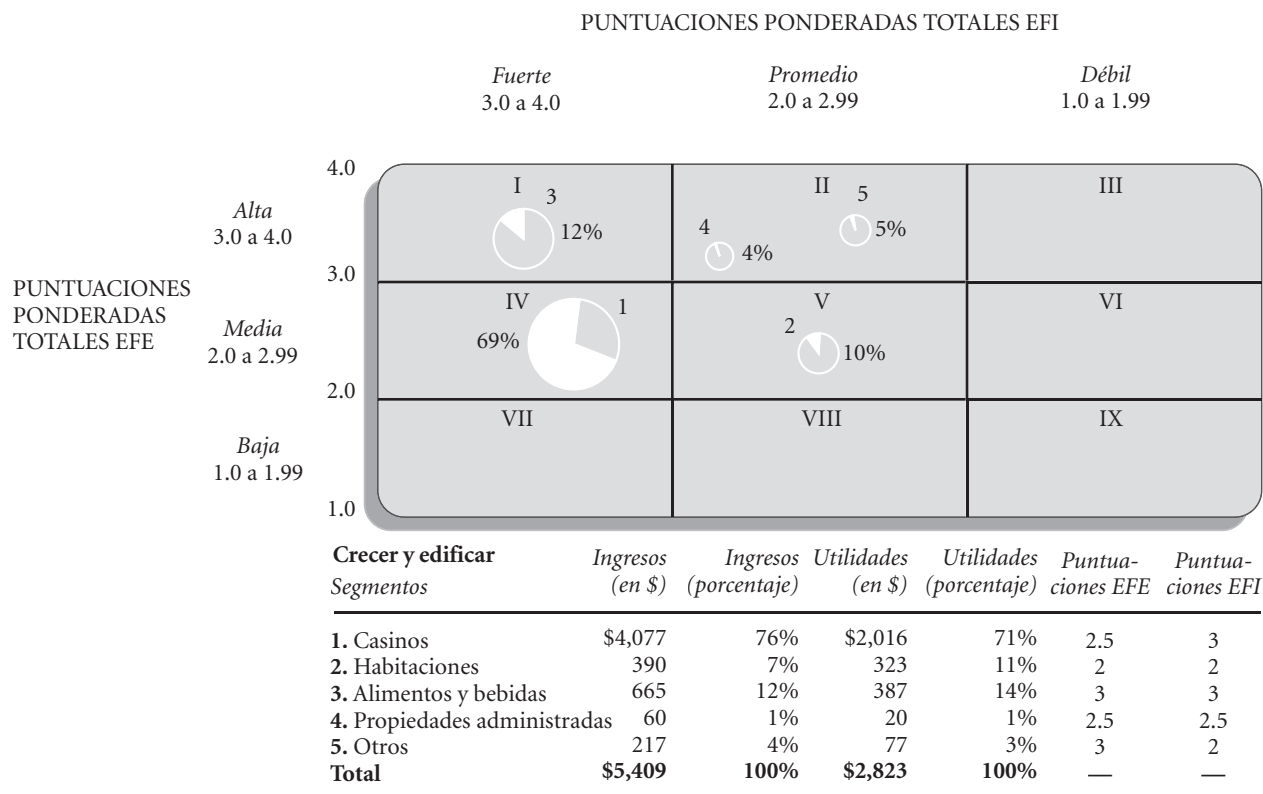 PUNTUACIONES PONDERADAS TOTALES EFI
Fuerte
3.0 a 4.0
Promedio
2.0 a 2.99
Débil
1.0 a 1.99
PUNTUACIONES
PONDERADAS
TOTALES EFE
Alta
3.0 a 4.0
Media
2.0 a 2.99
Baja
1.0 a 1.99
4.0
3.0
2.0
1.0
I
3
12%
II
5
5%
4
4%
III
IV
1
69%
V
2
10%
VI
VII
VIII
IX
Crecer y edificar
Segmentos Ingresos (en $) Ingresos (porcentaje) Utilidades (en $) Utilidades (porcentaje) Puntua-ciones EFE Puntua-ciones EFI
1. Casinos $4,077 76% $2,016 71% 2.5 3
2. Habitaciones 390 7% 323 11% 2 2
3. Alimentos y bebidas 665 12% 387 14% 3 3
4. Propiedades administradas 60 1% 20 1% 2.5 2.5
5. Otros 217 4% 77 3% 3 2
Total $5,409 100% $2,823 100% — —